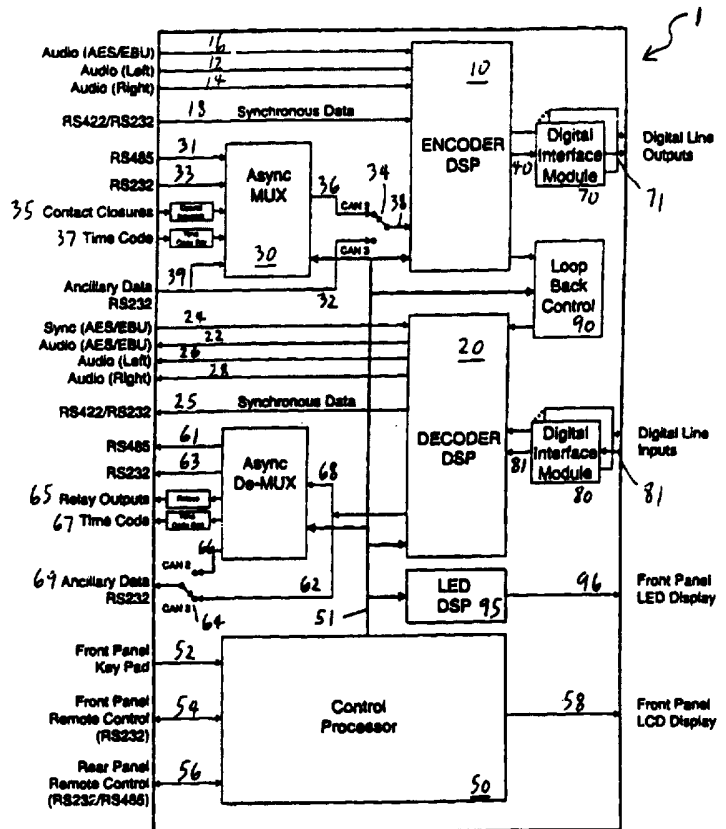 1
Audio (AES/EBU) 16
Audio (Left) 12
Audio (Right) 14
RS422/RS232 18 Synchronous Data
RS485 31
RS232 33
35 Contact Closures
37 Time Code
39
Ancillary Data
RS232
32
Async
MUX
30
36
CAN 2
34
38
CAN 3
10
ENCODER
DSP
40
Digital
Interface
Module
70
Digital Line
Outputs
71
Loop
Back
Control
90
Sync (AES/EBU) 24
Audio (AES/EBU) 22
Audio (Left) 26
Audio (Right) 28
RS422/RS232 25 Synchronous Data
20
DECODER
DSP
81
Digital
Interface
Module
80
Digital Line
Inputs
81
RS485 61
RS232 63
65 Relay Outputs
67 Time Code
Async
De-MUX
68
66
CAN 2
69 Ancillary Data
RS232
CAN 3
64
62
51
LED
DSP 95
96
Front Panel
LED Display
Front Panel
Key Pad
52
Front Panel
Remote Control
(RS232)
54
Rear Panel
Remote Control
(RS232/RS485)
56
Control
Processor
50
58
Front Panel
LCD Display